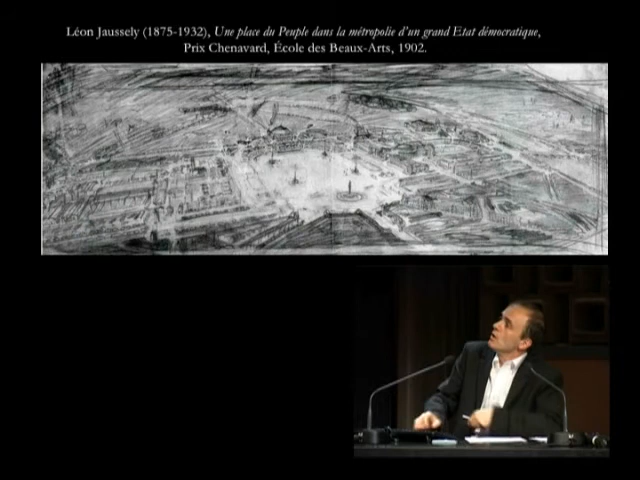 Léon Jaussely (1875-1932), Une place du Peuple dans la métropolie d'un grand Etat démocratique,
Prix Chenavard, École des Beaux-Arts, 1902.